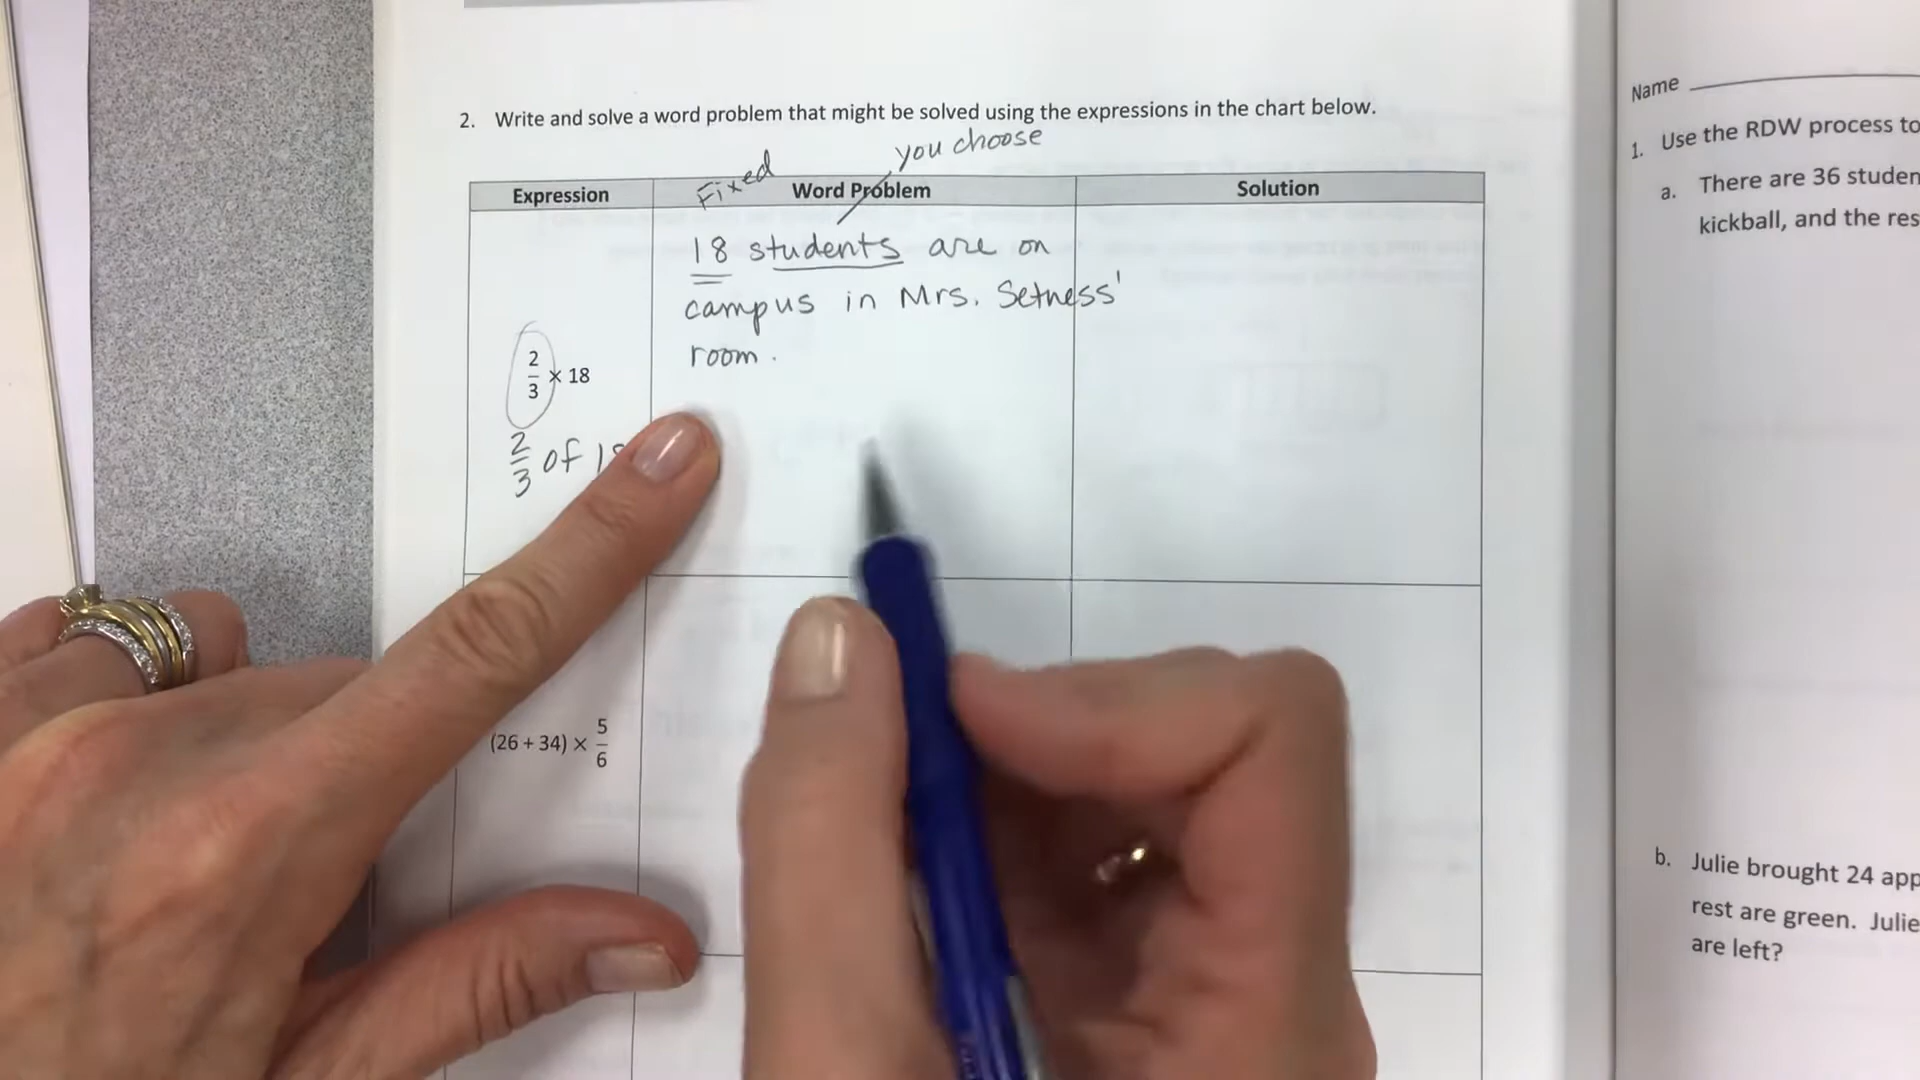 2. Write and solve a word problem that might be solved using the expressions in the chart below.
you choose
Fixed
Expression Word Problem Solution
18 students are on
campus in Mrs. Setness'
room.
2/3 × 18
2/3 of
(26 + 34) × 5/6
Name
1. Use the RDW process to
a. There are 36
kickball, and the
b. Julie brought 24
rest are green. Julie
are left?